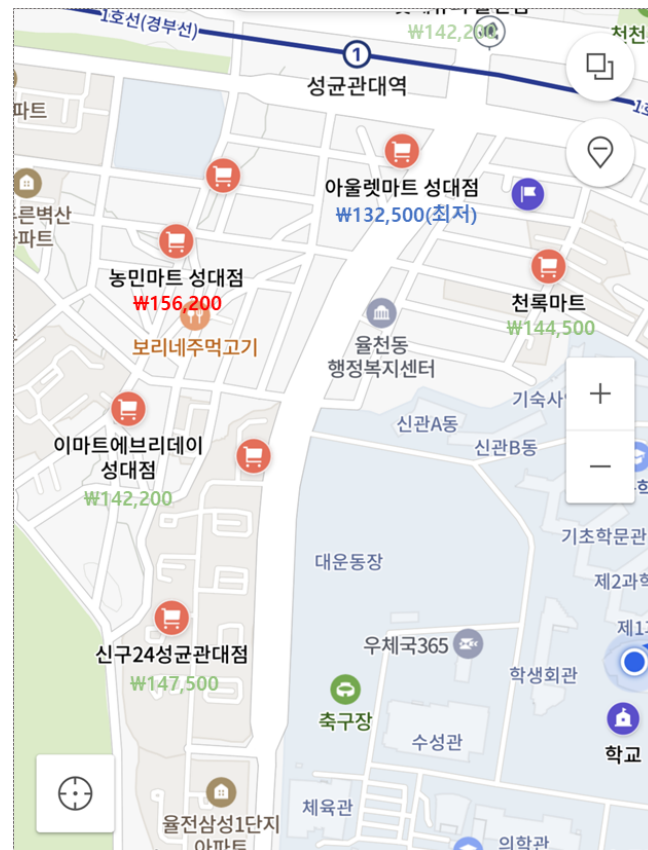 1호선(경부선)
₩142,200
천천
1
성균관대역
1호
파트
아울렛마트 성대점
₩132,500(최저)
푸른벽산
농민마트 성대점
₩156,200
천록마트
₩144,500
보리네주먹고기
율천동
행정복지센터
+
기숙사
신관A동
이마트에브리데이
성대점
신관B동
−
₩142,200
기초학문관
대운동장
제2과학
제1
우체국365
신구24성균관대점
₩147,500
학생회관
축구장
수성관
학교
율전삼성1단지
아파트
체육관
의학관